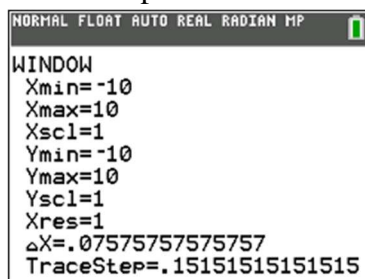 NORMAL FLOAT AUTO REAL RADIAN MP
WINDOW
Xmin=-10
Xmax=10
Xscl=1
Ymin=-10
Ymax=10
Yscl=1
Xres=1
△X=.07575757575757
TraceStep=.15151515151515